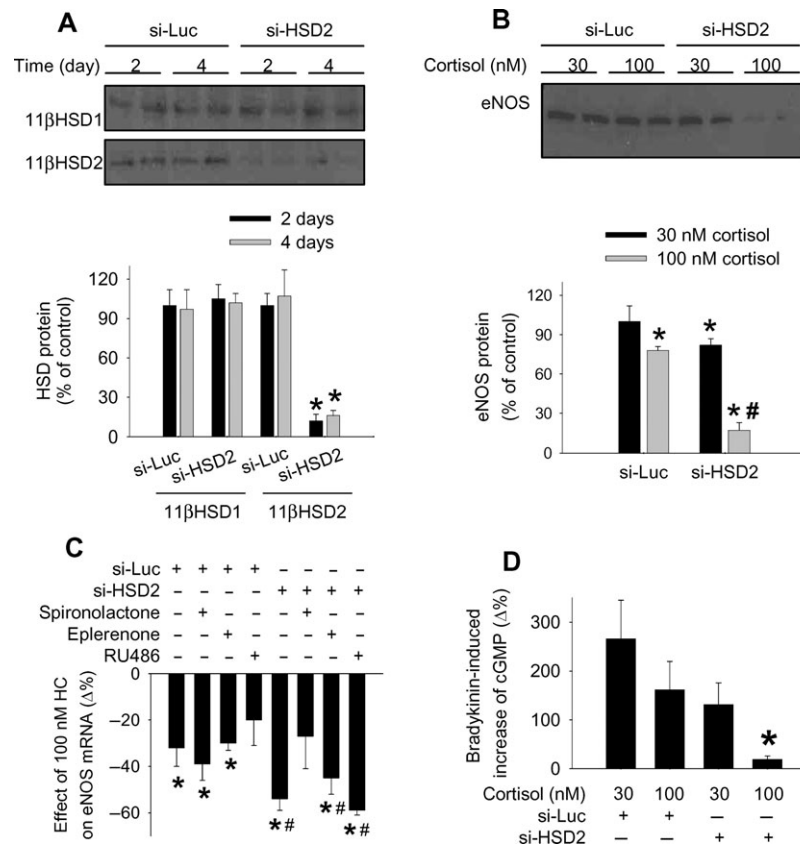 A
si-Luc si-HSD2
Time (day) 2 4 2 4
11βHSD1
11βHSD2
2 days
4 days
HSD protein
(% of control)
120
90
60
30
0
* *
si-Luc si-HSD2 si-Luc si-HSD2
11βHSD1 11βHSD2
B
si-Luc si-HSD2
Cortisol (nM) 30 100 30 100
eNOS
30 nM cortisol
100 nM cortisol
eNOS protein
(% of control)
120
90
60
30
0
* * * #
si-Luc si-HSD2
C
si-Luc + + + + – – – –
si-HSD2 – – – – + + + +
Spironolactone – + – – – + – –
Eplerenone – – + – – – + –
RU486 – – – + – – – +
Effect of 100 nM HC
on eNOS mRNA (Δ%)
0
–20
–40
–60
* * * *# *# *#
D
Bradykinin-induced
increase of cGMP (Δ%)
300
200
100
0
*
Cortisol (nM) 30 100 30 100
si-Luc + + – –
si-HSD2 – – + +